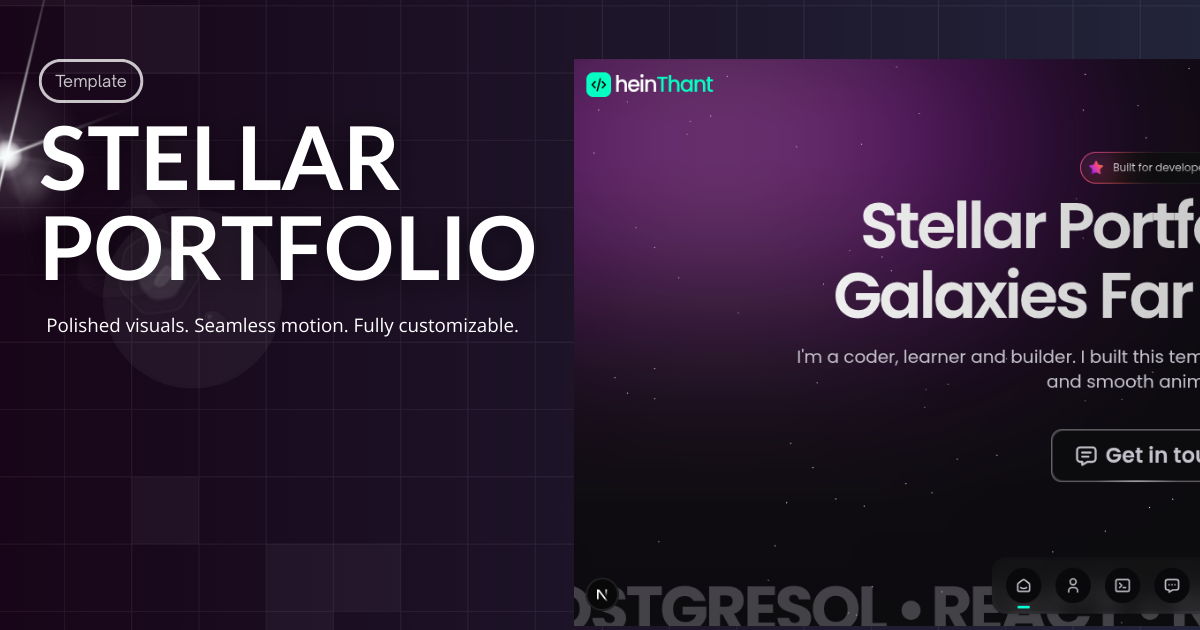 Template
STELLAR
PORTFOLIO
Polished visuals. Seamless motion. Fully customizable.
</> heinThant
Built for develope
Stellar Portf
Galaxies Far
I'm a coder, learner and builder. I built this tem
and smooth anim
Get in tou
N
OSTGRESQL • REACT •